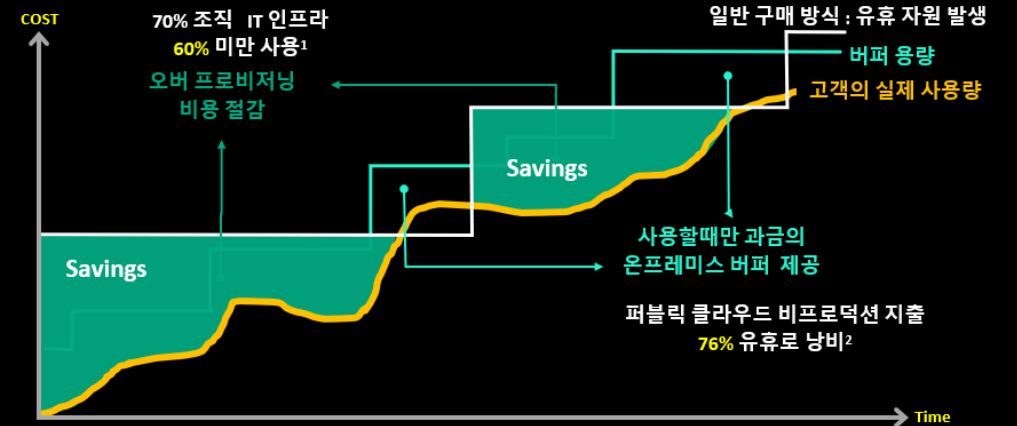 COST
70% 조직 IT 인프라
60% 미만 사용1
오버 프로비저닝
비용 절감
일반 구매 방식 : 유휴 자원 발생
버퍼 용량
고객의 실제 사용량
Savings
Savings
사용할때만 과금의
온프레미스 버퍼 제공
퍼블릭 클라우드 비프로덕션 지출
76% 유휴로 낭비2
Time